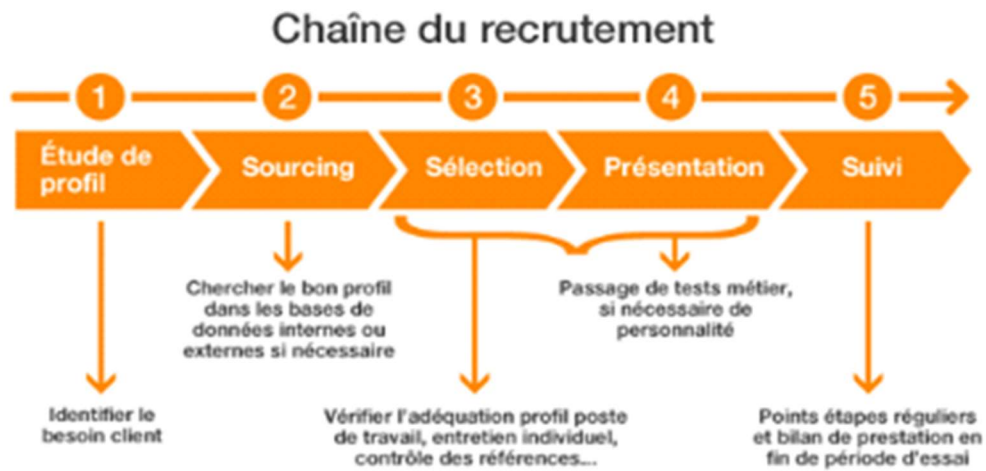 Chaîne du recrutement
1 2 3 4 5
Étude de
profil
Sourcing
Sélection
Présentation
Suivi
Chercher le bon profil
dans les bases de
données internes ou
externes si nécessaire
Passage de tests métier,
si nécessaire de
personnalité
Identifier le
besoin client
Vérifier l'adéquation profil poste
de travail, entretien individuel,
contrôle des références...
Points étapes réguliers
et bilan de prestation en
fin de période d'essai